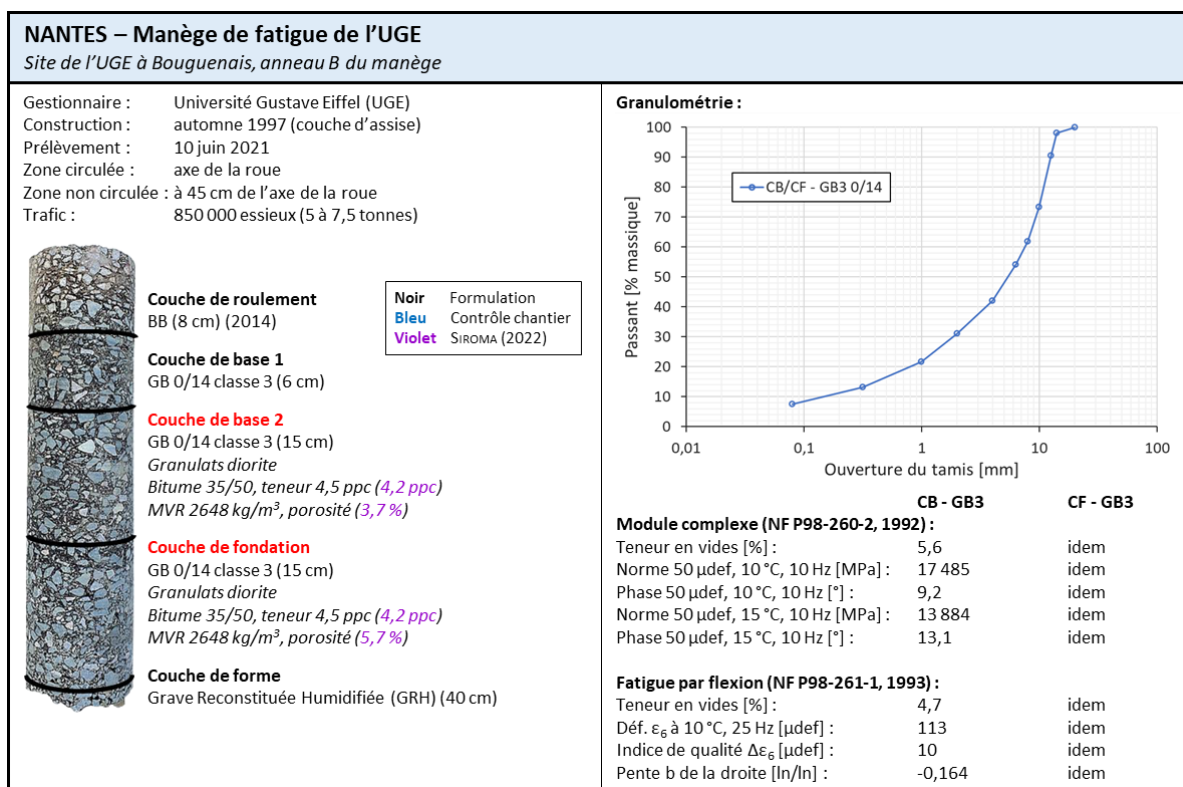 NANTES – Manège de fatigue de l'UGE
Site de l'UGE à Bouguenais, anneau B du manège
Gestionnaire : Université Gustave Eiffel (UGE)
Construction : automne 1997 (couche d'assise)
Prélèvement : 10 juin 2021
Zone circulée : axe de la roue
Zone non circulée : à 45 cm de l'axe de la roue
Trafic : 850 000 essieux (5 à 7,5 tonnes)
Couche de roulement
BB (8 cm) (2014)
Noir Formulation
Bleu Contrôle chantier
Violet SIROMA (2022)
Couche de base 1
GB 0/14 classe 3 (6 cm)
Couche de base 2
GB 0/14 classe 3 (15 cm)
Granulats diorite
Bitume 35/50, teneur 4,5 ppc (4,2 ppc)
MVR 2648 kg/m³, porosité (3,7 %)
Couche de fondation
GB 0/14 classe 3 (15 cm)
Granulats diorite
Bitume 35/50, teneur 4,5 ppc (4,2 ppc)
MVR 2648 kg/m³, porosité (5,7 %)
Couche de forme
Grave Reconstituée Humidifiée (GRH) (40 cm)
Granulométrie :
Passant [% massique]
100
90
80
70
60
50
40
30
20
10
0
CB/CF - GB3 0/14
0,01 0,1 1 10 100
Ouverture du tamis [mm]
CB - GB3 CF - GB3
Module complexe (NF P98-260-2, 1992) :
Teneur en vides [%] : 5,6 idem
Norme 50 µdef, 10 °C, 10 Hz [MPa] : 17 485 idem
Phase 50 µdef, 10 °C, 10 Hz [°] : 9,2 idem
Norme 50 µdef, 15 °C, 10 Hz [MPa] : 13 884 idem
Phase 50 µdef, 15 °C, 10 Hz [°] : 13,1 idem
Fatigue par flexion (NF P98-261-1, 1993) :
Teneur en vides [%] : 4,7 idem
Déf. ε₆ à 10 °C, 25 Hz [µdef] : 113 idem
Indice de qualité Δε₆ [µdef] : 10 idem
Pente b de la droite [ln/ln] : -0,164 idem